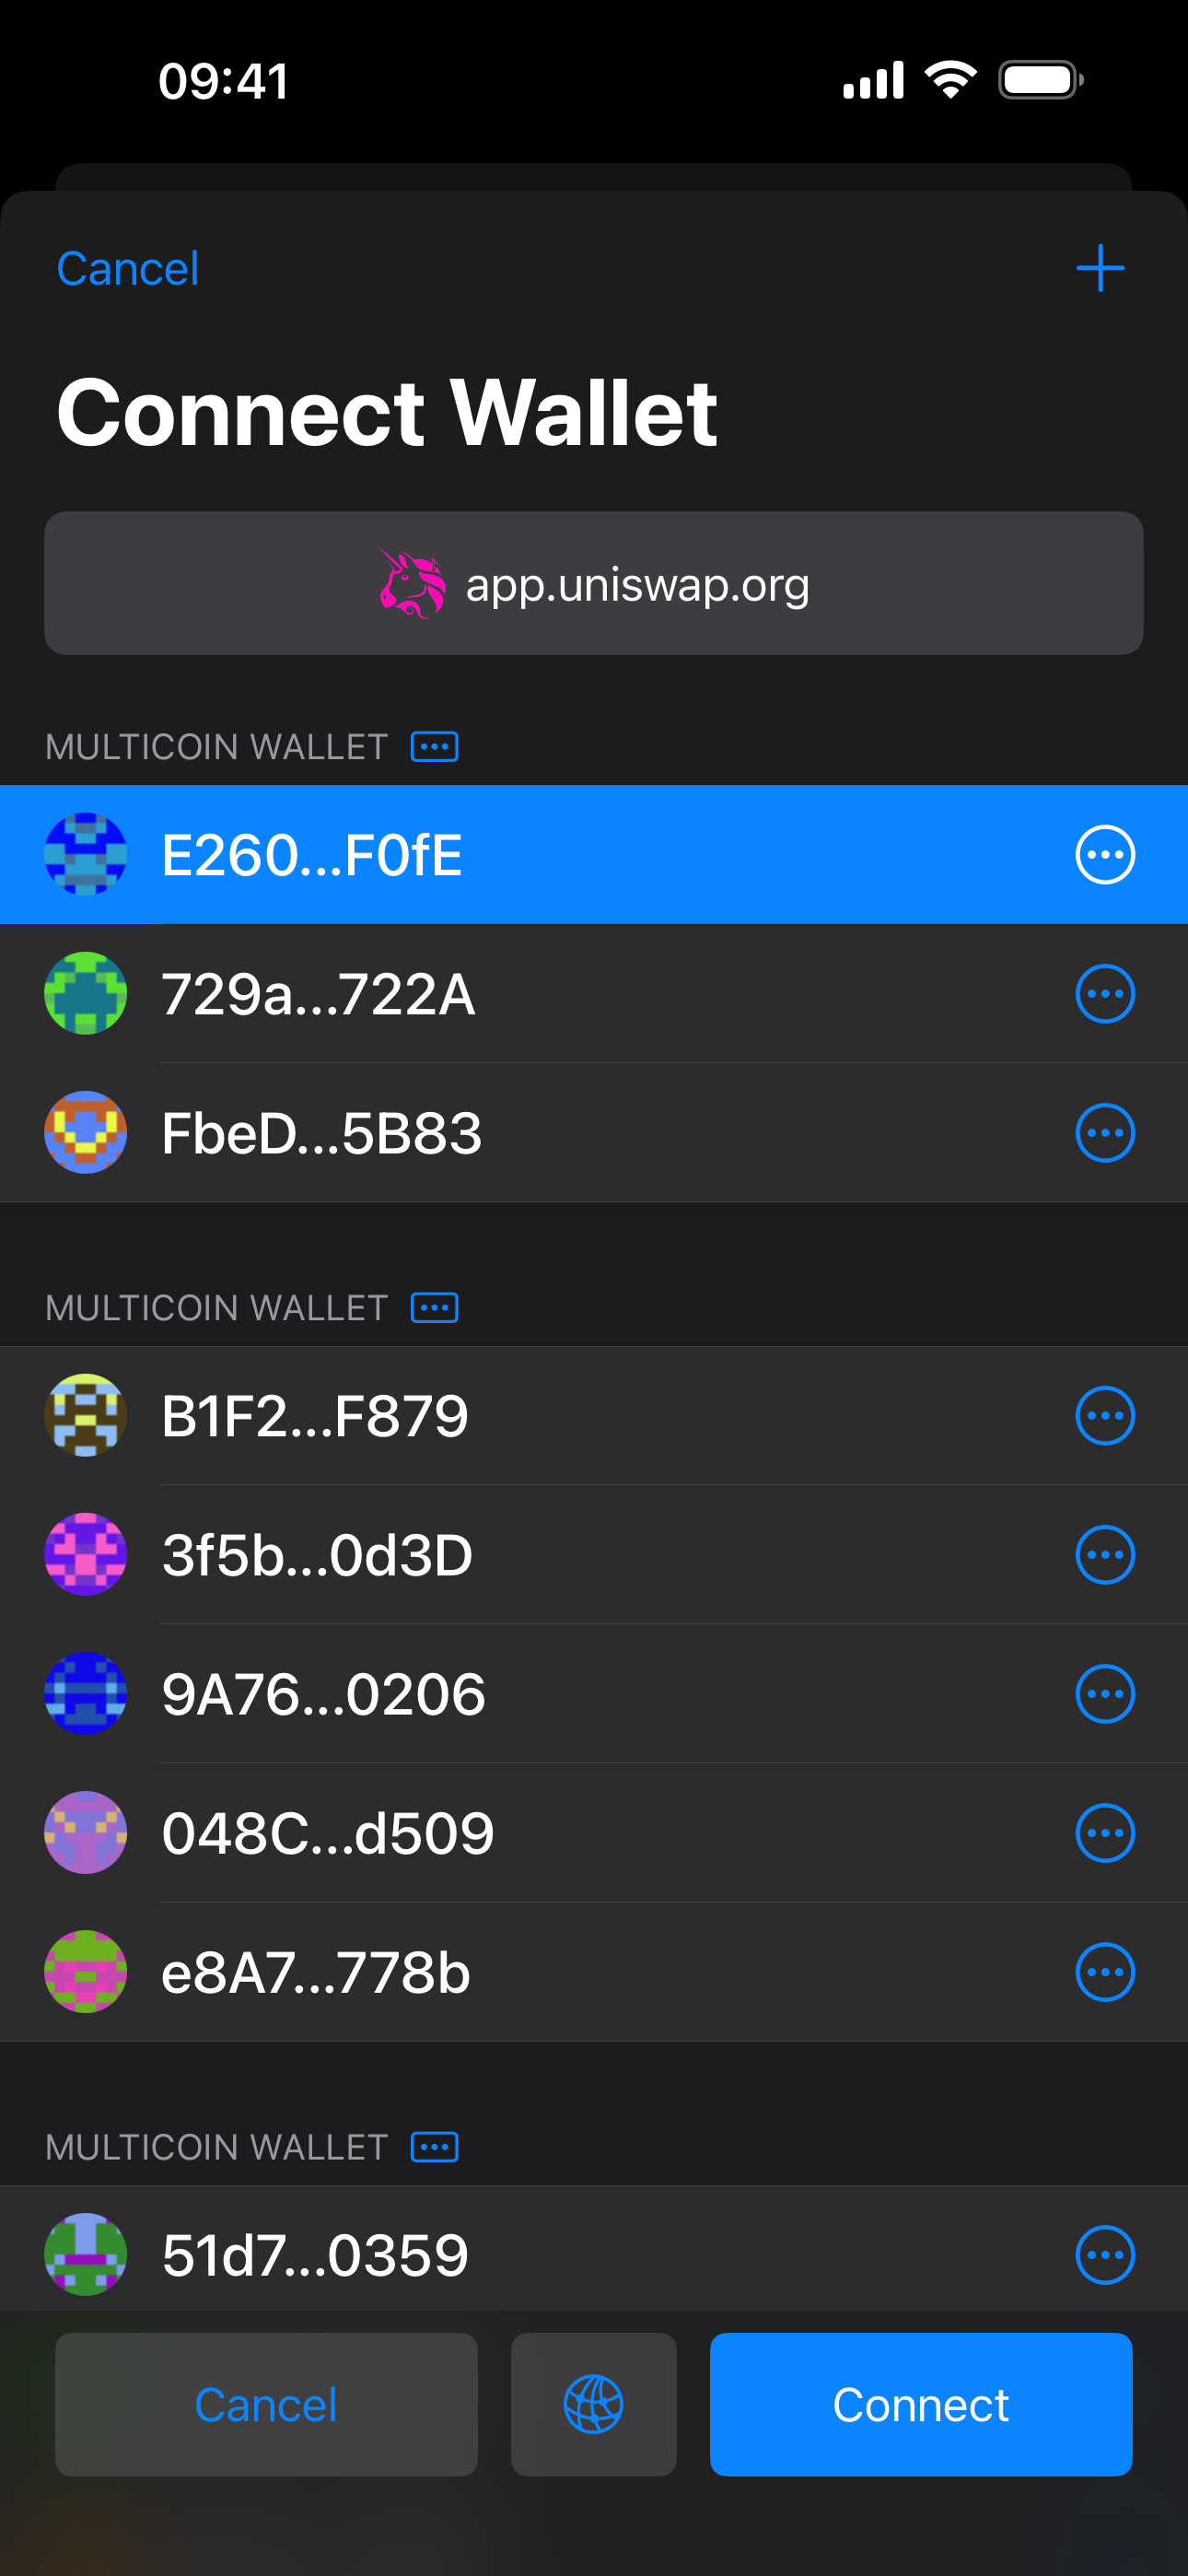 09:41
Cancel
Connect Wallet
app.uniswap.org
MULTICOIN WALLET
E260...F0fE
729a...722A
FbeD...5B83
MULTICOIN WALLET
B1F2...F879
3f5b...0d3D
9A76...0206
048C...d509
e8A7...778b
MULTICOIN WALLET
51d7...0359
Cancel
Connect